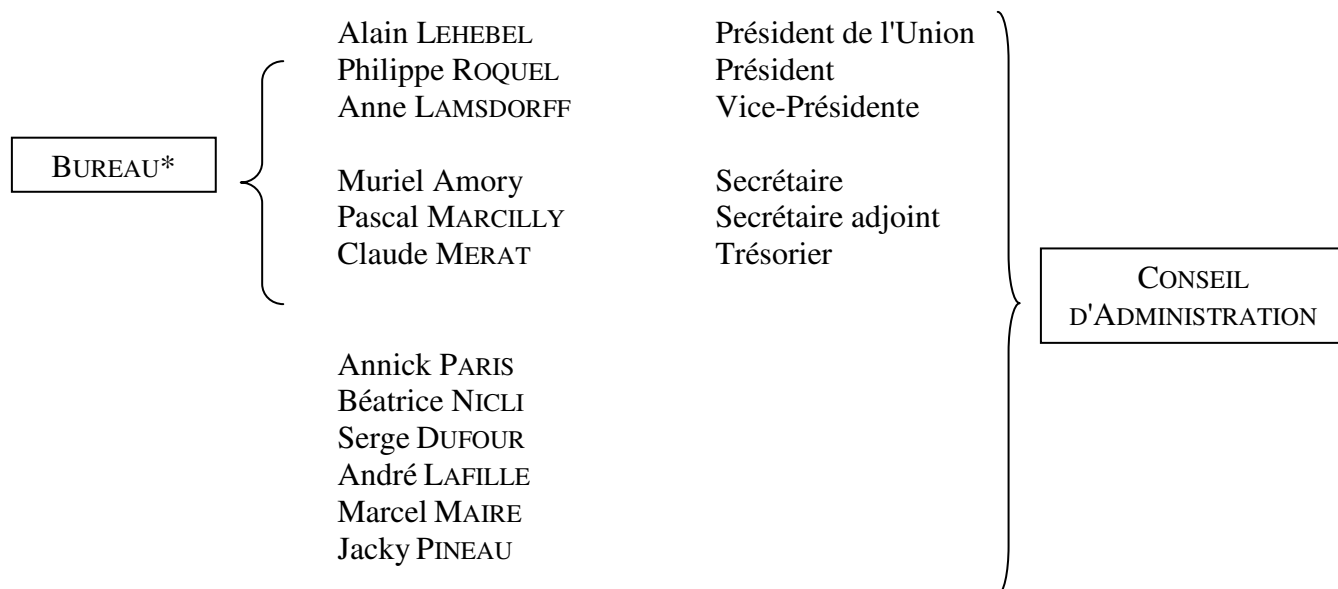 Alain LEHEBEL Président de l'Union
Philippe ROQUEL Président
Anne LAMSDORFF Vice-Présidente
BUREAU*
Muriel Amory Secrétaire
Pascal MARCILLY Secrétaire adjoint
Claude MERAT Trésorier
CONSEIL
D'ADMINISTRATION
Annick PARIS
Béatrice NICLI
Serge DUFOUR
André LAFILLE
Marcel MAIRE
Jacky PINEAU